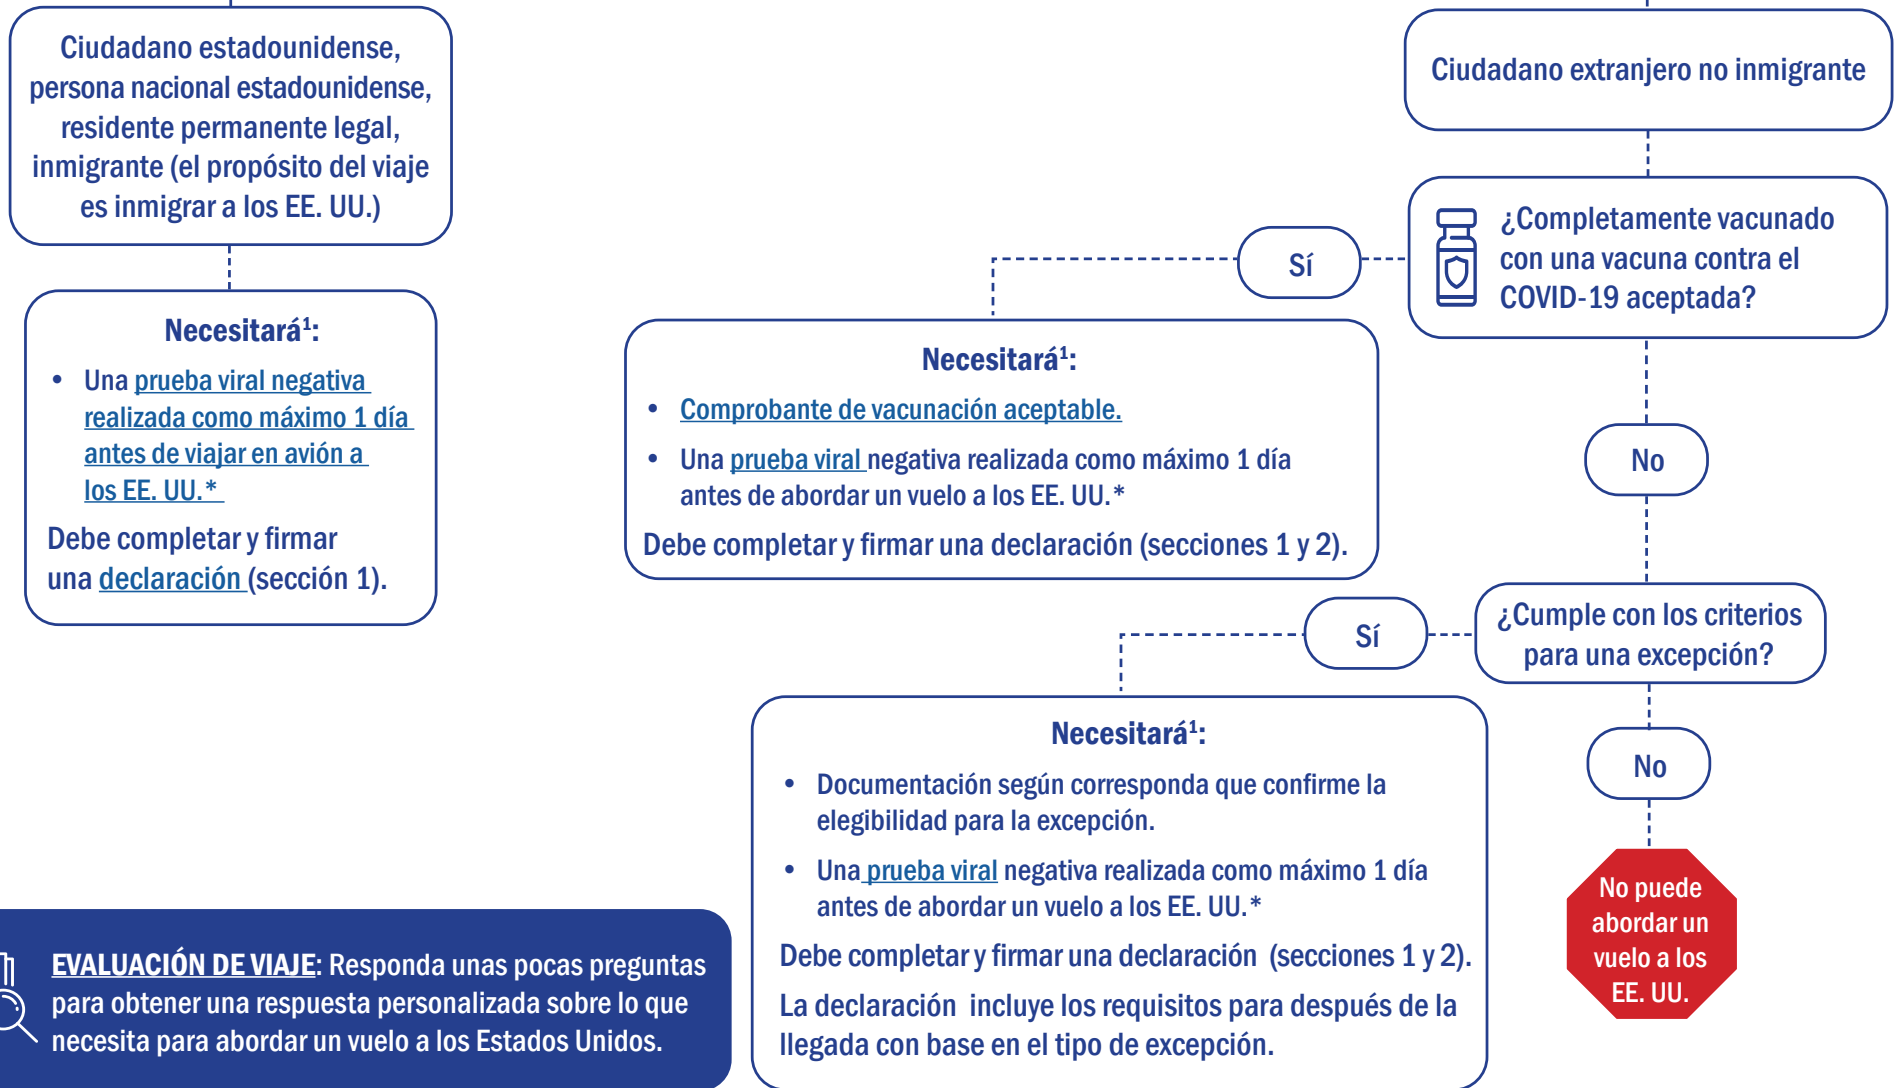 Ciudadano estadounidense,
persona nacional estadounidense,
residente permanente legal,
inmigrante (el propósito del viaje
es inmigrar a los EE. UU.)
Necesitará¹:
• Una prueba viral negativa
realizada como máximo 1 día
antes de viajar en avión a
los EE. UU.*
Debe completar y firmar
una declaración (sección 1).
Ciudadano extranjero no inmigrante
¿Completamente vacunado
con una vacuna contra el
COVID-19 aceptada?
Sí
Necesitará¹:
• Comprobante de vacunación aceptable.
• Una prueba viral negativa realizada como máximo 1 día
antes de abordar un vuelo a los EE. UU.*
Debe completar y firmar una declaración (secciones 1 y 2).
No
¿Cumple con los criterios
para una excepción?
Sí
Necesitará¹:
• Documentación según corresponda que confirme la
elegibilidad para la excepción.
• Una prueba viral negativa realizada como máximo 1 día
antes de abordar un vuelo a los EE. UU.*
Debe completar y firmar una declaración (secciones 1 y 2).
La declaración incluye los requisitos para después de la
llegada con base en el tipo de excepción.
No
No puede
abordar un
vuelo a los
EE. UU.
EVALUACIÓN DE VIAJE: Responda unas pocas preguntas
para obtener una respuesta personalizada sobre lo que
necesita para abordar un vuelo a los Estados Unidos.